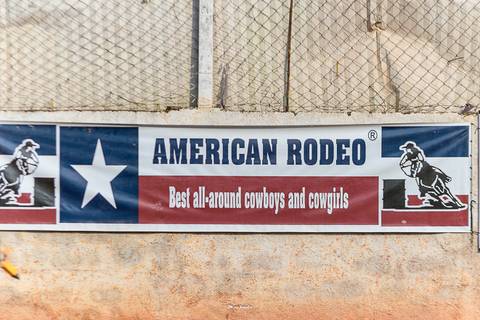 AMERICAN RODEO®
Best all-around cowboys and cowgirls